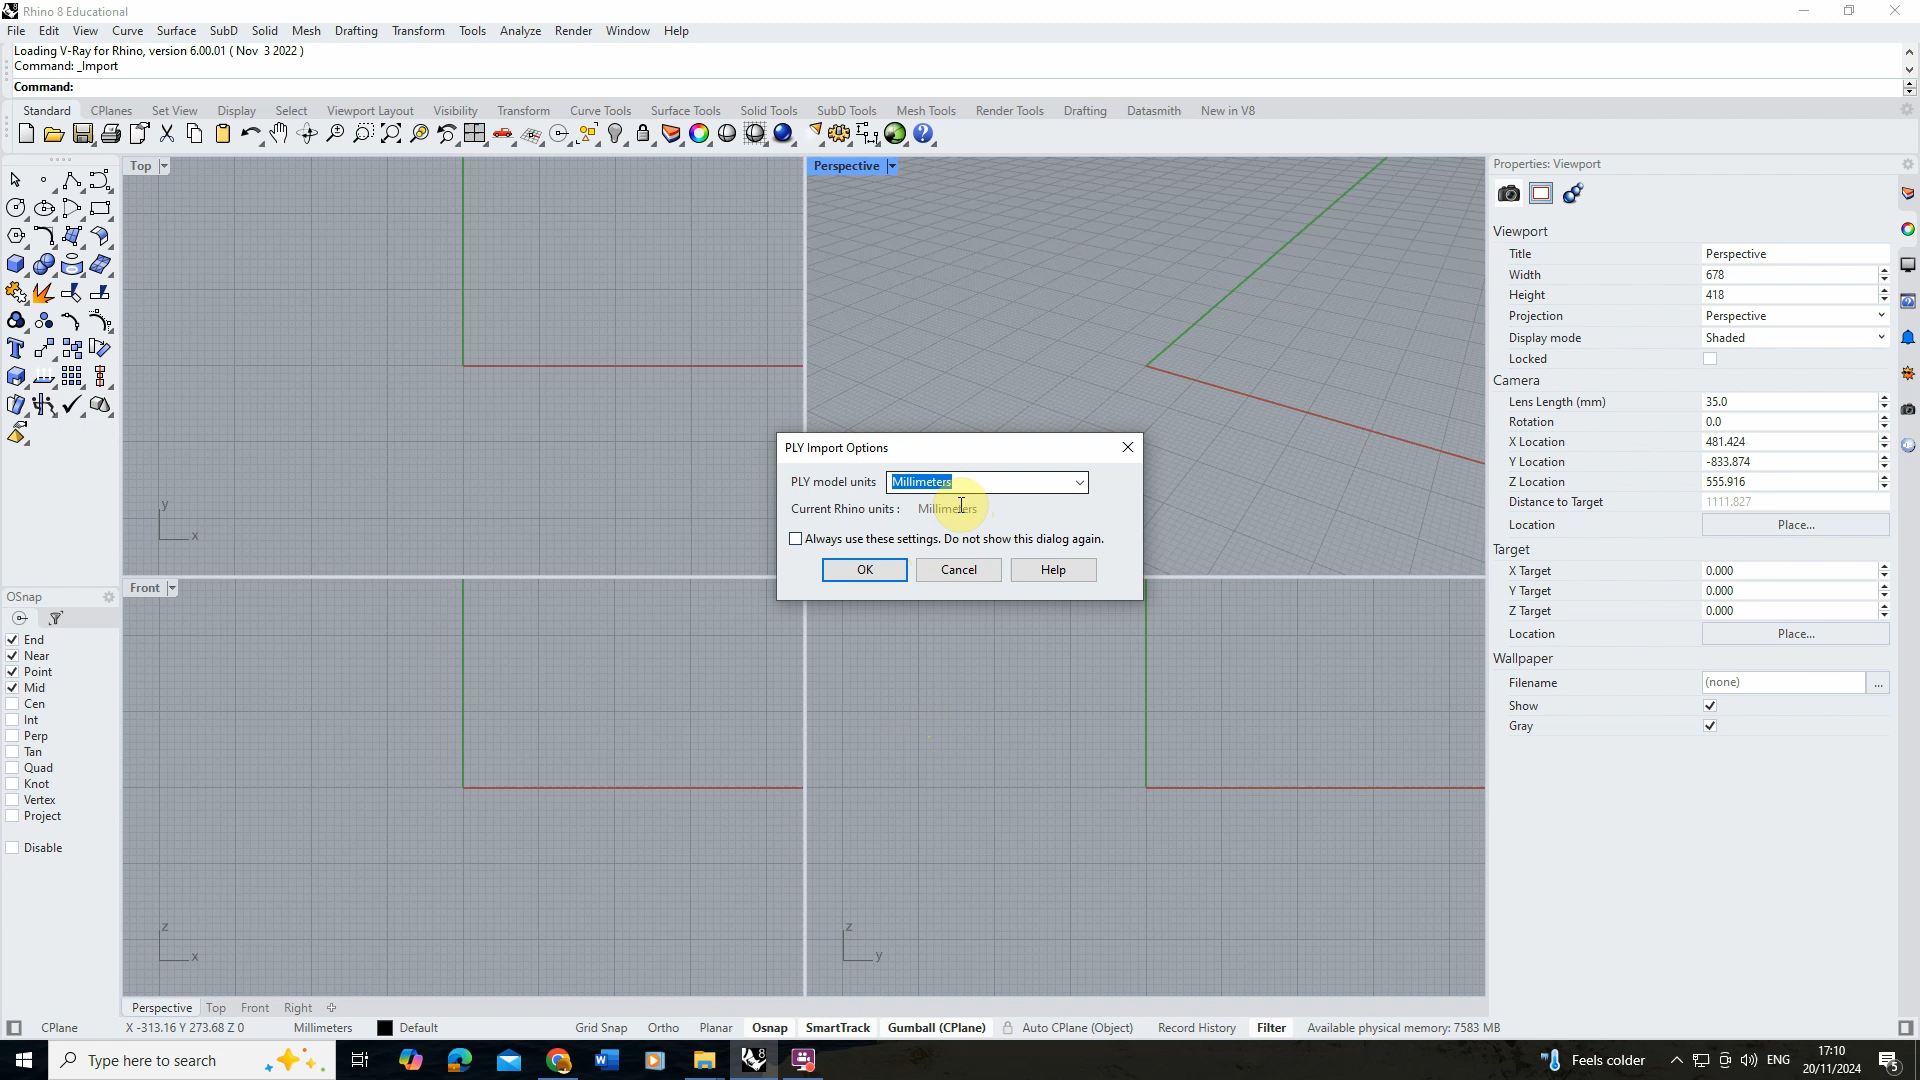 Rhino 8 Educational
File Edit View Curve Surface SubD Solid Mesh Drafting Transform Tools Analyze Render Window Help
Loading V-Ray for Rhino, version 6.00.01 ( Nov 3 2022 )
Command: _Import
Command:
Standard CPlanes Set View Display Select Viewport Layout Visibility Transform Curve Tools Surface Tools Solid Tools SubD Tools Mesh Tools Render Tools Drafting Datasmith New in V8
Top
Perspective
Properties: Viewport
Viewport
Title Perspective
Width 678
Height 418
Projection Perspective
Display mode Shaded
Locked
Camera
Lens Length (mm) 35.0
Rotation 0.0
X Location 481.424
Y Location -833.874
Z Location 555.916
Distance to Target 1111.827
Location Place...
Target
X Target 0.000
Y Target 0.000
Z Target 0.000
Location Place...
Wallpaper
Filename (none) ...
Show
Gray
PLY Import Options
PLY model units Millimeters
Current Rhino units : Millimeters
Always use these settings. Do not show this dialog again.
OK Cancel Help
y
x
Front
z
x
z
y
OSnap
End
Near
Point
Mid
Cen
Int
Perp
Tan
Quad
Knot
Vertex
Project
Disable
Perspective Top Front Right
CPlane X -313.16 Y 273.68 Z 0 Millimeters Default Grid Snap Ortho Planar Osnap SmartTrack Gumball (CPlane) Auto CPlane (Object) Record History Filter Available physical memory: 7583 MB
Type here to search
Feels colder
ENG
17:10
20/11/2024
5